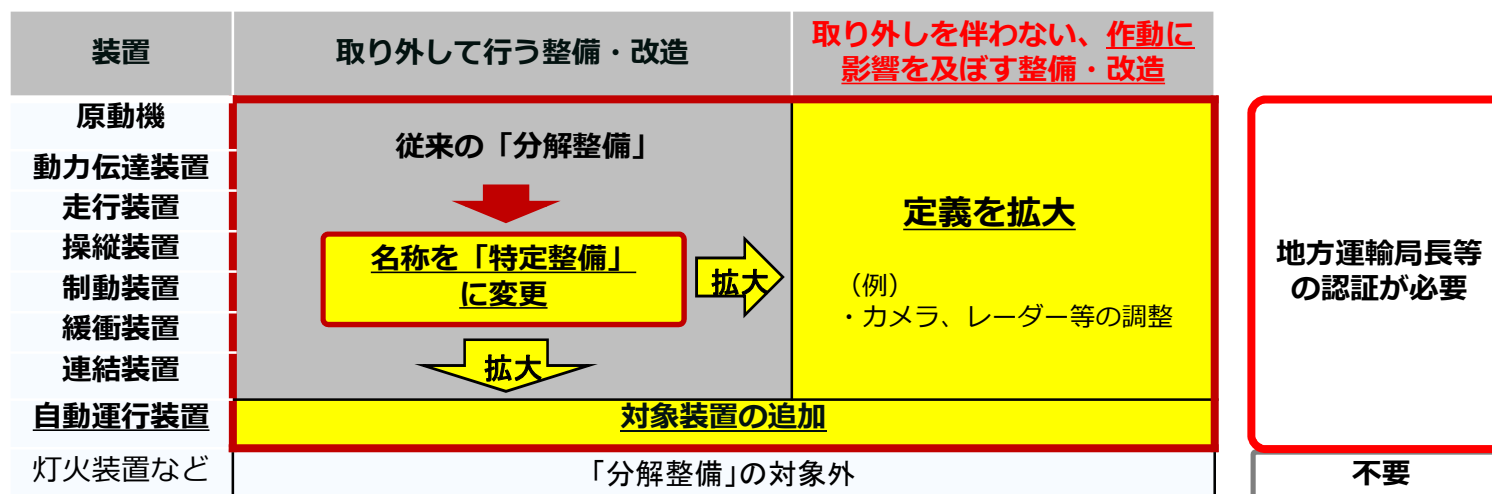 装置
取り外して行う整備・改造
取り外しを伴わない、作動に
影響を及ぼす整備・改造
原動機
動力伝達装置
走行装置
操縦装置
制動装置
緩衝装置
連結装置
自動運行装置
灯火装置など
従来の「分解整備」
名称を「特定整備」
に変更
拡大
拡大
定義を拡大
（例）
・カメラ、レーダー等の調整
対象装置の追加
「分解整備」の対象外
地方運輸局長等
の認証が必要
不要